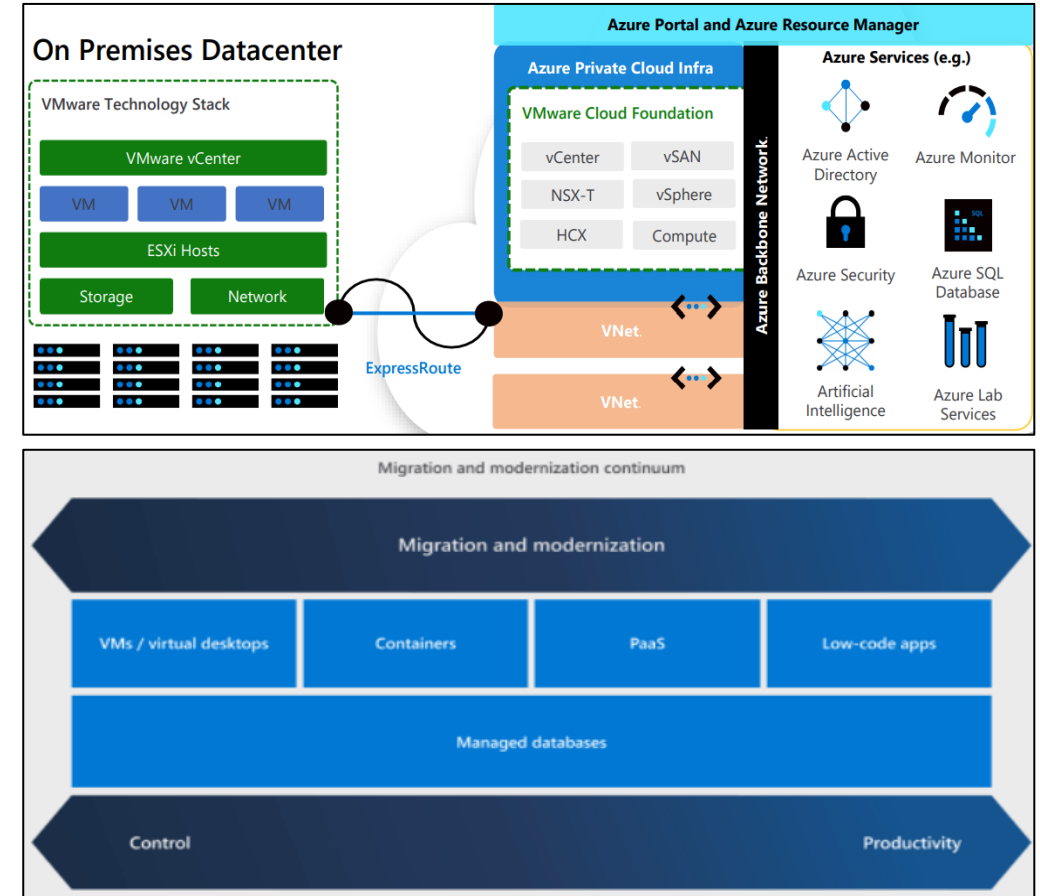 On Premises Datacenter
VMware Technology Stack
VMware vCenter
VM
VM
VM
ESXi Hosts
Storage
Network
ExpressRoute
Azure Portal and Azure Resource Manager
Azure Private Cloud Infra
VMware Cloud Foundation
vCenter
vSAN
NSX-T
vSphere
HCX
Compute
VNet.
VNet.
Azure Backbone Network.
Azure Services (e.g.)
Azure Active
Directory
Azure Monitor
Azure Security
SQL
Azure SQL
Database
Artificial
Intelligence
Azure Lab
Services
Migration and modernization continuum
Migration and modernization
VMs / virtual desktops
Containers
PaaS
Low-code apps
Managed databases
Control
Productivity